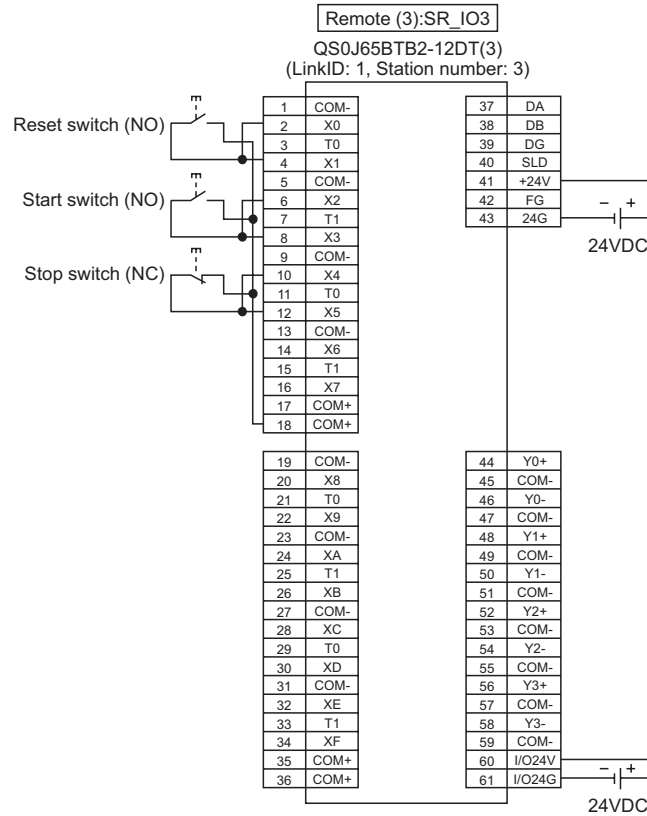 Remote (3):SR_IO3
QS0J65BTB2-12DT(3)
(LinkID: 1, Station number: 3)
Reset switch (NO)
Start switch (NO)
Stop switch (NC)
1 COM-
2 X0
3 T0
4 X1
5 COM-
6 X2
7 T1
8 X3
9 COM-
10 X4
11 T0
12 X5
13 COM-
14 X6
15 T1
16 X7
17 COM+
18 COM+
19 COM-
20 X8
21 T0
22 X9
23 COM-
24 XA
25 T1
26 XB
27 COM-
28 XC
29 T0
30 XD
31 COM-
32 XE
33 T1
34 XF
35 COM+
36 COM+
37 DA
38 DB
39 DG
40 SLD
41 +24V
42 FG
43 24G
– +
24VDC
44 Y0+
45 COM-
46 Y0-
47 COM-
48 Y1+
49 COM-
50 Y1-
51 COM-
52 Y2+
53 COM-
54 Y2-
55 COM-
56 Y3+
57 COM-
58 Y3-
59 COM-
60 I/O24V
61 I/O24G
– +
24VDC